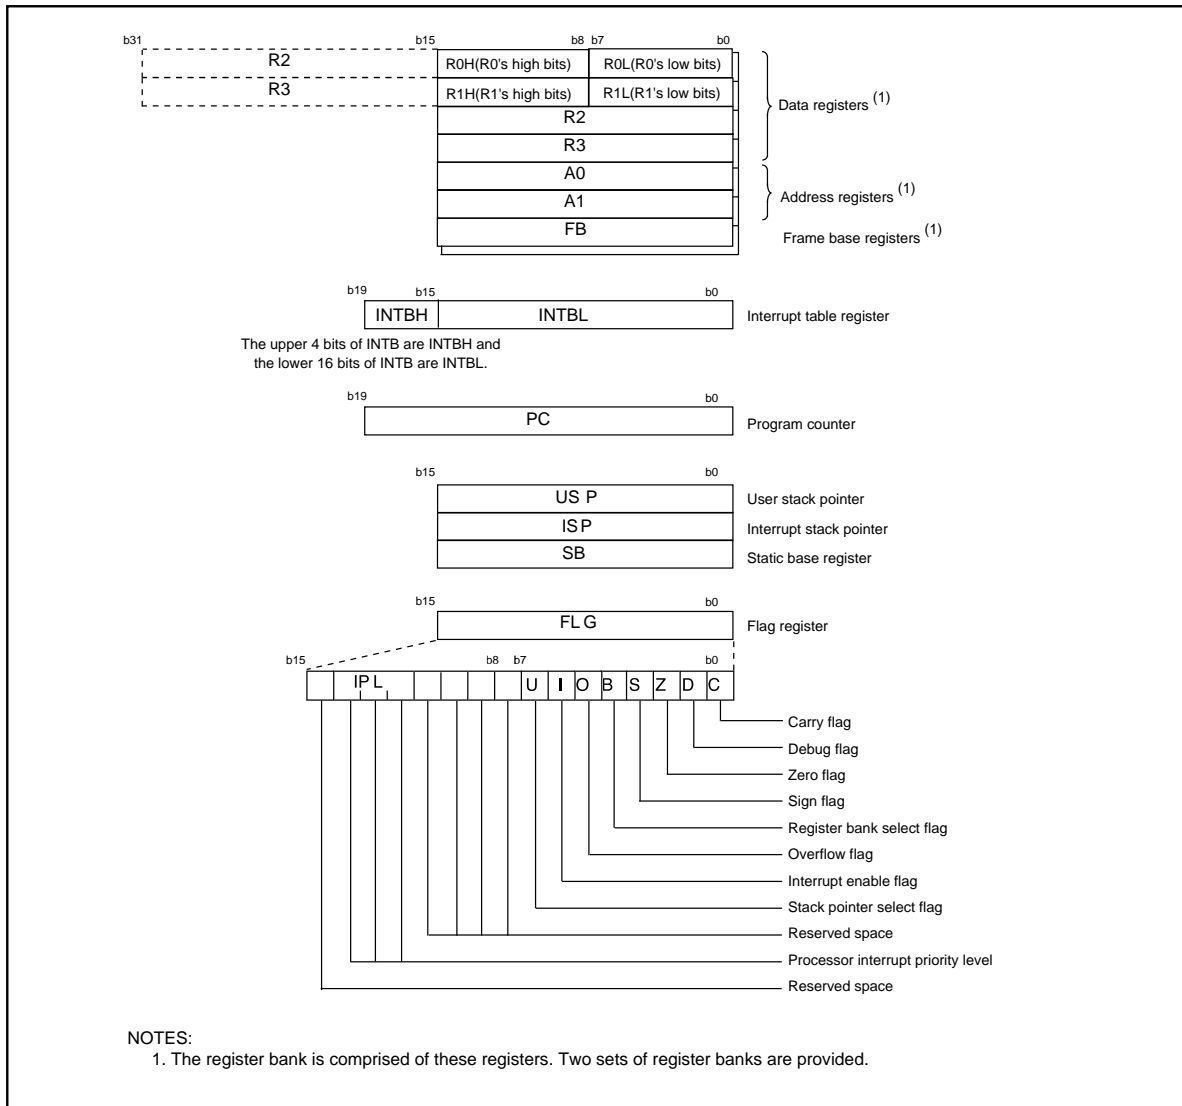 b31 b15 b8 b7 b0
R2 R0H(R0's high bits) R0L(R0's low bits)
R3 R1H(R1's high bits) R1L(R1's low bits)
Data registers (1)
R2
R3
A0
A1
Address registers (1)
FB
Frame base registers (1)
b19 b15 b0
INTBH INTBL Interrupt table register
The upper 4 bits of INTB are INTBH and
the lower 16 bits of INTB are INTBL.
b19 b0
PC Program counter
b15 b0
USP User stack pointer
ISP Interrupt stack pointer
SB Static base register
b15 b0
FLG Flag register
b15 b8 b7 b0
IPL U I O B S Z D C
Carry flag
Debug flag
Zero flag
Sign flag
Register bank select flag
Overflow flag
Interrupt enable flag
Stack pointer select flag
Reserved space
Processor interrupt priority level
Reserved space
NOTES:
1. The register bank is comprised of these registers. Two sets of register banks are provided.